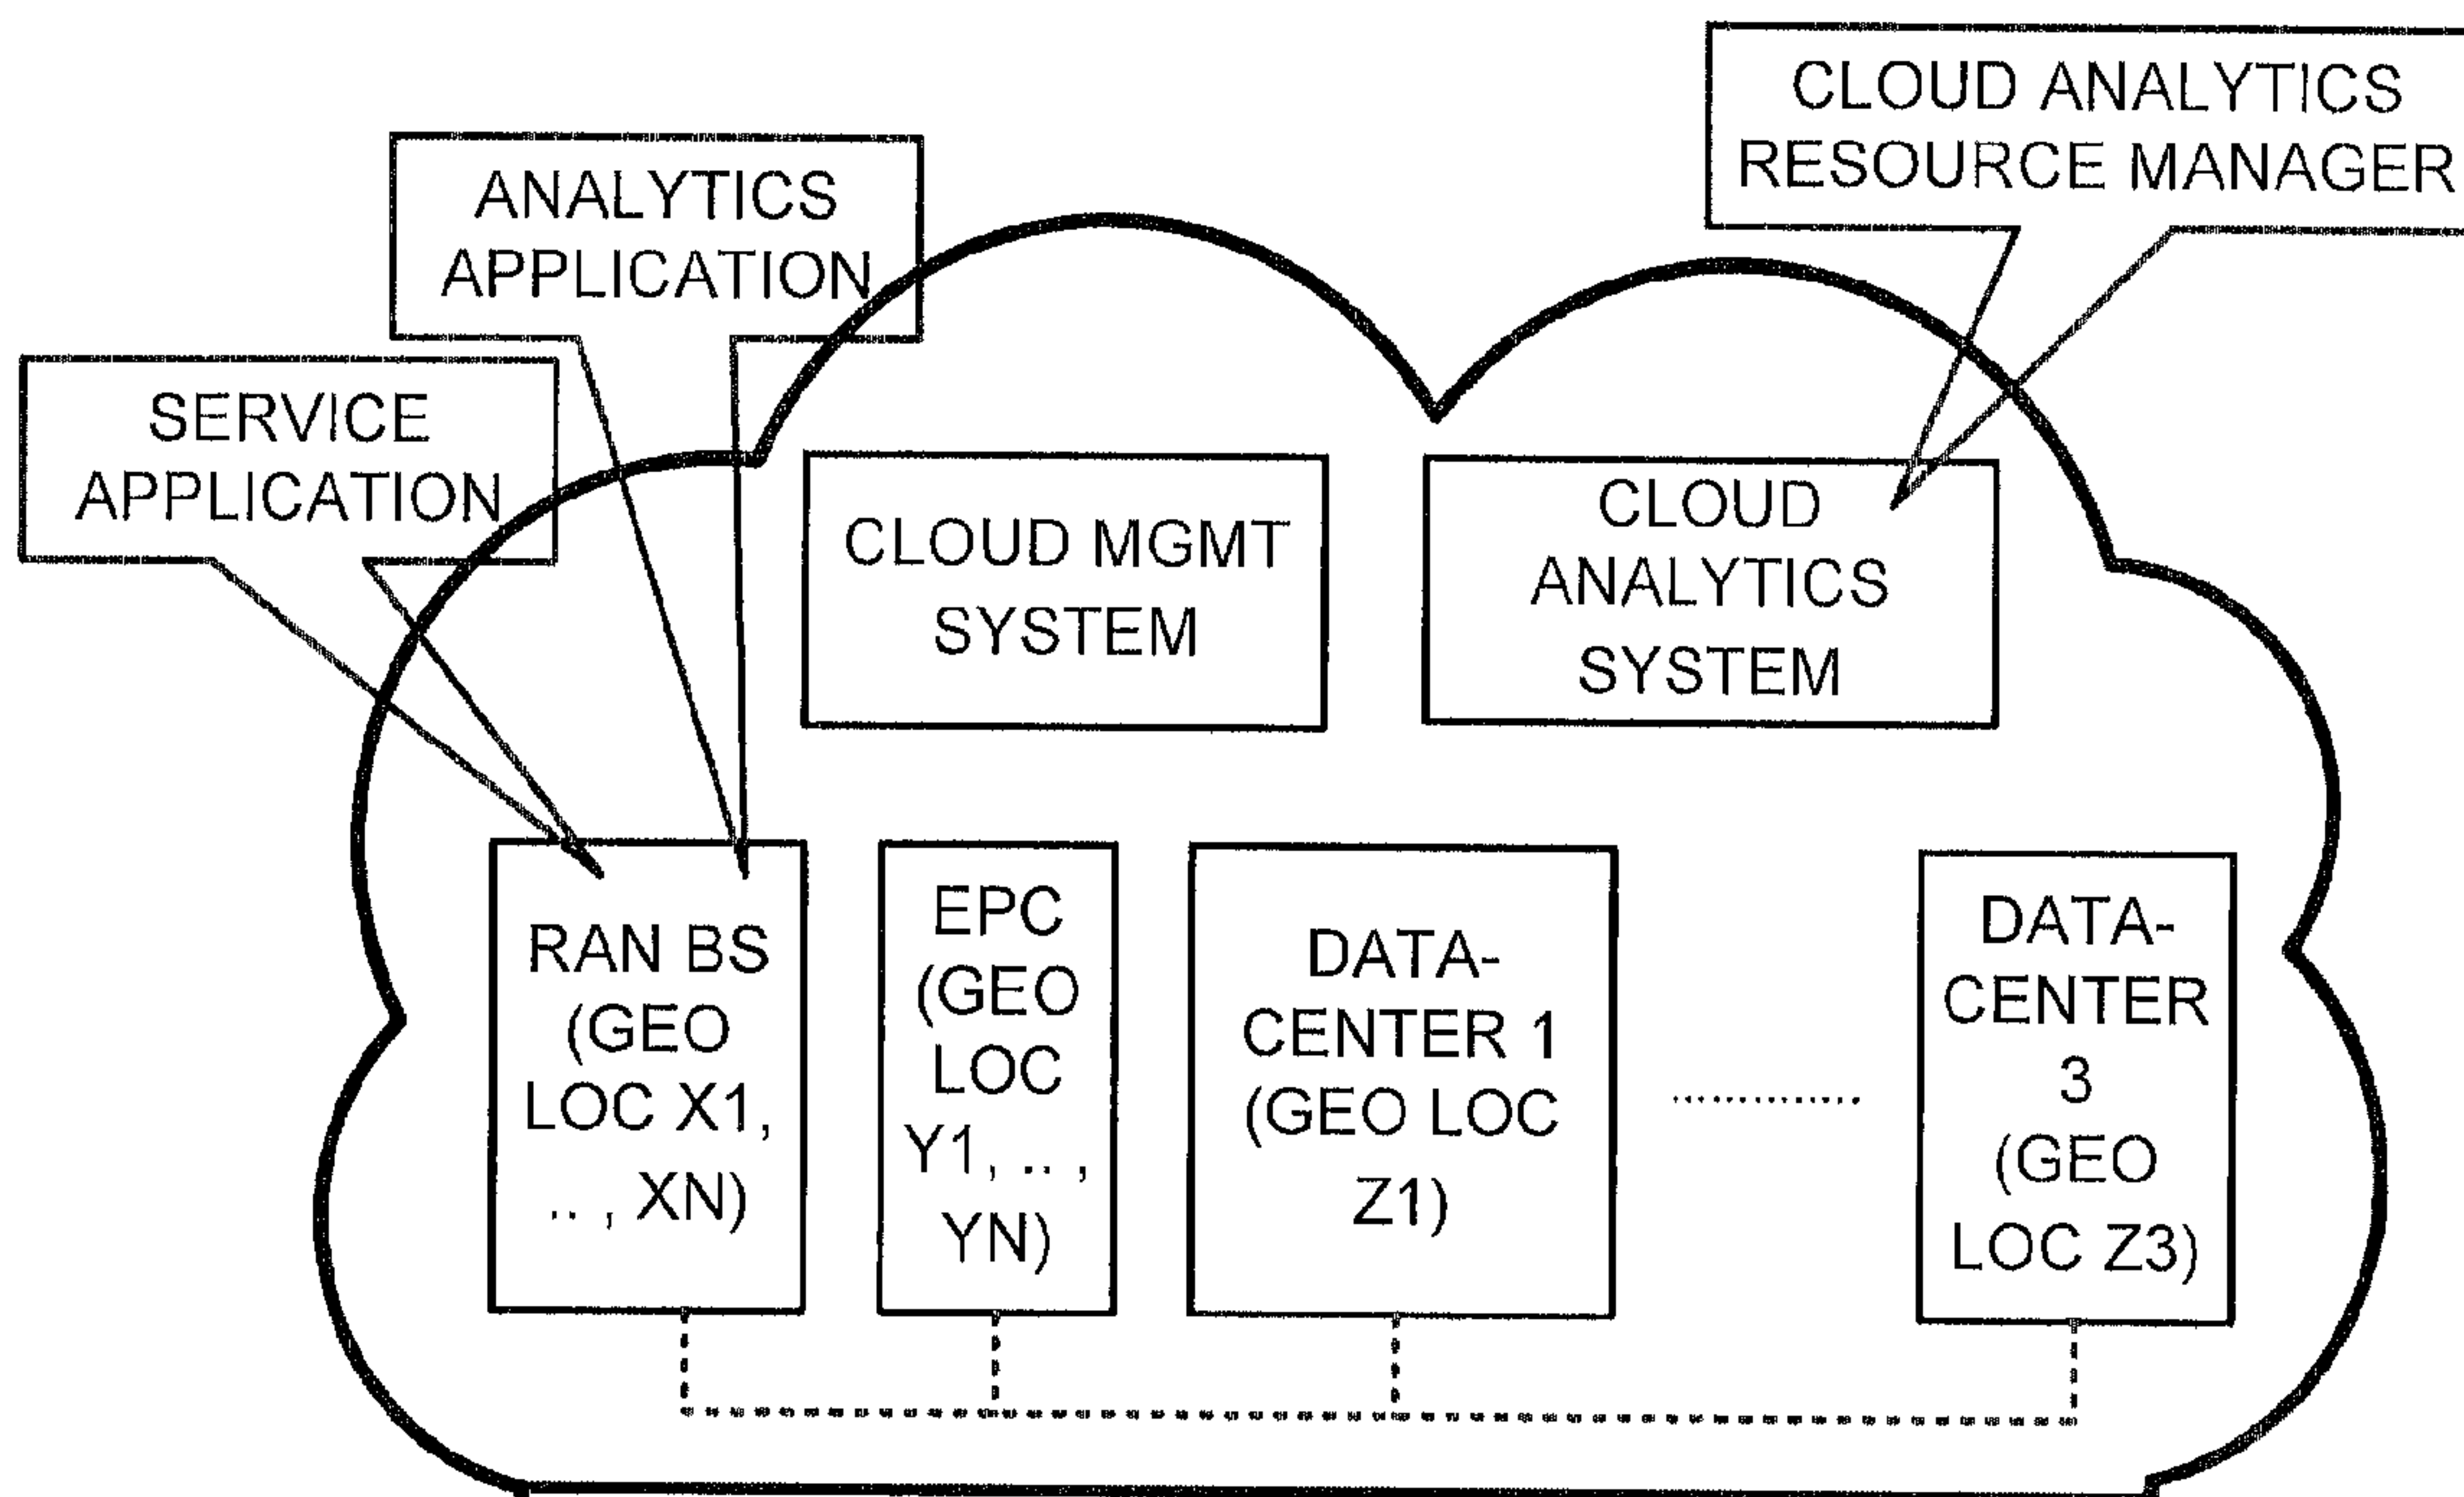 CLOUD ANALYTICS
RESOURCE MANAGER
ANALYTICS
APPLICATION
SERVICE
APPLICATION
CLOUD MGMT
SYSTEM
CLOUD
ANALYTICS
SYSTEM
RAN BS
(GEO
LOC X1,
.. , XN)
EPC
(GEO
LOC
Y1, .. ,
YN)
DATA-
CENTER 1
(GEO LOC
Z1)
DATA-
CENTER
3
(GEO
LOC Z3)